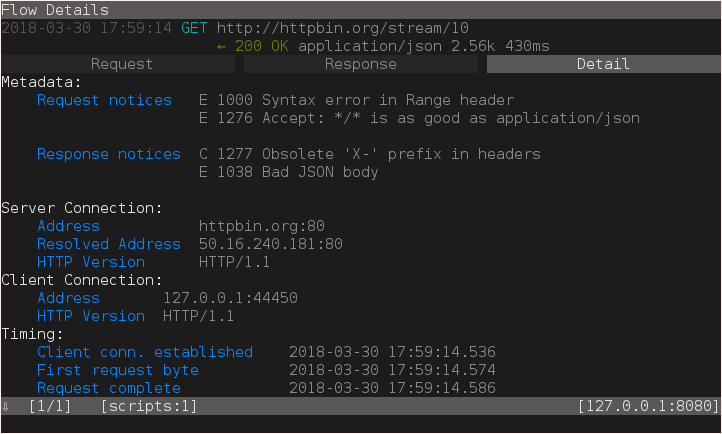 Flow Details
2018-03-30 17:59:14 GET http://httpbin.org/stream/10
← 200 OK application/json 2.56k 430ms
Request Response Detail
Metadata:
Request notices E 1000 Syntax error in Range header
E 1276 Accept: */* is as good as application/json
Response notices C 1277 Obsolete 'X-' prefix in headers
E 1038 Bad JSON body
Server Connection:
Address httpbin.org:80
Resolved Address 50.16.240.181:80
HTTP Version HTTP/1.1
Client Connection:
Address 127.0.0.1:44450
HTTP Version HTTP/1.1
Timing:
Client conn. established 2018-03-30 17:59:14.536
First request byte 2018-03-30 17:59:14.574
Request complete 2018-03-30 17:59:14.586
⇩ [1/1] [scripts:1] [127.0.0.1:8080]